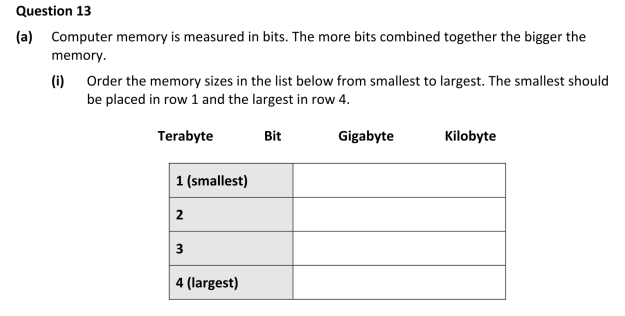 Question 13
(a) Computer memory is measured in bits. The more bits combined together the bigger the
memory.
(i) Order the memory sizes in the list below from smallest to largest. The smallest should
be placed in row 1 and the largest in row 4.
Terabyte Bit Gigabyte Kilobyte
1 (smallest)
2
3
4 (largest)